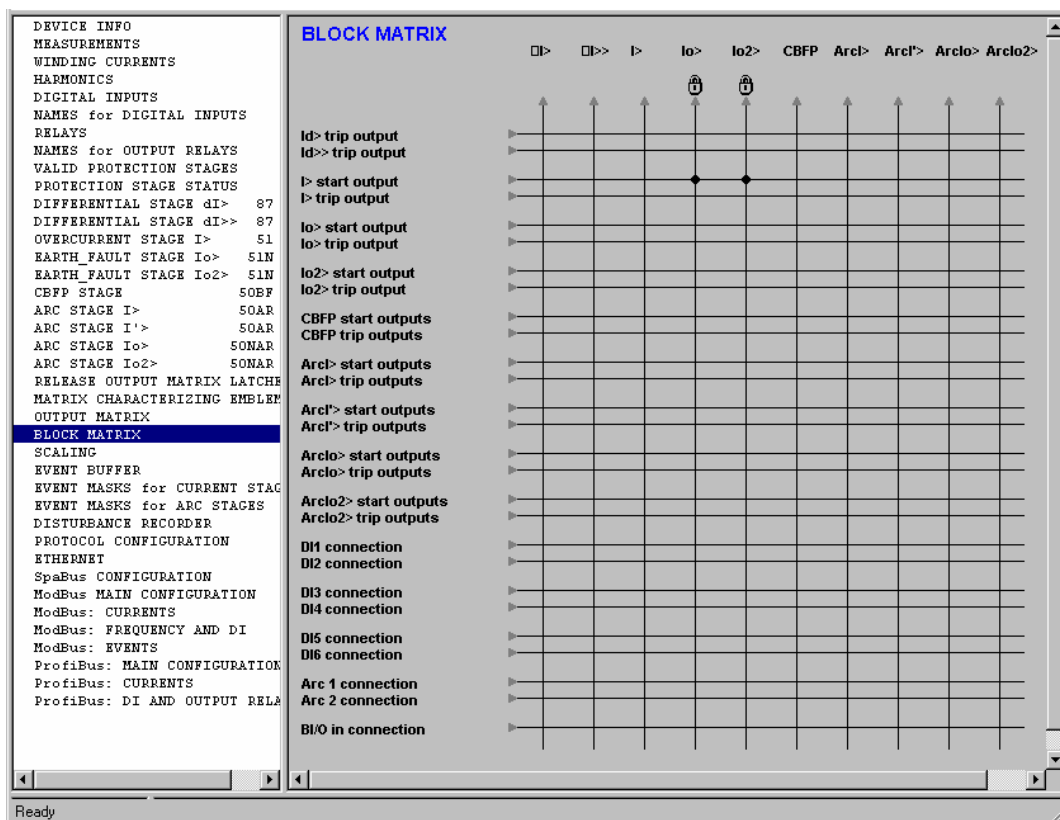 DEVICE INFO
MEASUREMENTS
WINDING CURRENTS
HARMONICS
DIGITAL INPUTS
NAMES for DIGITAL INPUTS
RELAYS
NAMES for OUTPUT RELAYS
VALID PROTECTION STAGES
PROTECTION STAGE STATUS
DIFFERENTIAL STAGE dI> 87
DIFFERENTIAL STAGE dI>> 87
OVERCURRENT STAGE I> 51
EARTH_FAULT STAGE Io> 51N
EARTH_FAULT STAGE Io2> 51N
CBFP STAGE 50BF
ARC STAGE I> 50AR
ARC STAGE I'> 50AR
ARC STAGE Io> 50NAR
ARC STAGE Io2> 50NAR
RELEASE OUTPUT MATRIX LATCHE
MATRIX CHARACTERIZING EMBLEM
OUTPUT MATRIX
BLOCK MATRIX
SCALING
EVENT BUFFER
EVENT MASKS for CURRENT STAG
EVENT MASKS for ARC STAGES
DISTURBANCE RECORDER
PROTOCOL CONFIGURATION
ETHERNET
SpaBus CONFIGURATION
ModBus MAIN CONFIGURATION
ModBus: CURRENTS
ModBus: FREQUENCY AND DI
ModBus: EVENTS
ProfiBus: MAIN CONFIGURATION
ProfiBus: CURRENTS
ProfiBus: DI AND OUTPUT RELA
BLOCK MATRIX
□I> □I>> I> Io> Io2> CBFP ArcI> ArcI'> ArcIo> ArcIo2>
Id> trip output
Id>> trip output
I> start output
I> trip output
Io> start output
Io> trip output
Io2> start output
Io2> trip output
CBFP start outputs
CBFP trip outputs
ArcI> start outputs
ArcI> trip outputs
ArcI'> start outputs
ArcI'> trip outputs
ArcIo> start outputs
ArcIo> trip outputs
ArcIo2> start outputs
ArcIo2> trip outputs
DI1 connection
DI2 connection
DI3 connection
DI4 connection
DI5 connection
DI6 connection
Arc 1 connection
Arc 2 connection
BI/O in connection
Ready